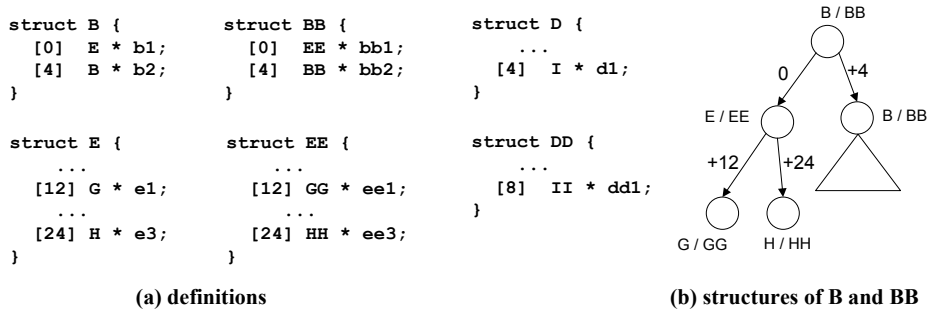 struct B {
[0] E * b1;
[4] B * b2;
}
struct BB {
[0] EE * bb1;
[4] BB * bb2;
}
struct D {
...
[4] I * d1;
}
struct E {
...
[12] G * e1;
...
[24] H * e3;
}
struct EE {
...
[12] GG * ee1;
...
[24] HH * ee3;
}
struct DD {
...
[8] II * dd1;
}
(a) definitions
B / BB
0
+4
E / EE
B / BB
+12
+24
G / GG
H / HH
(b) structures of B and BB